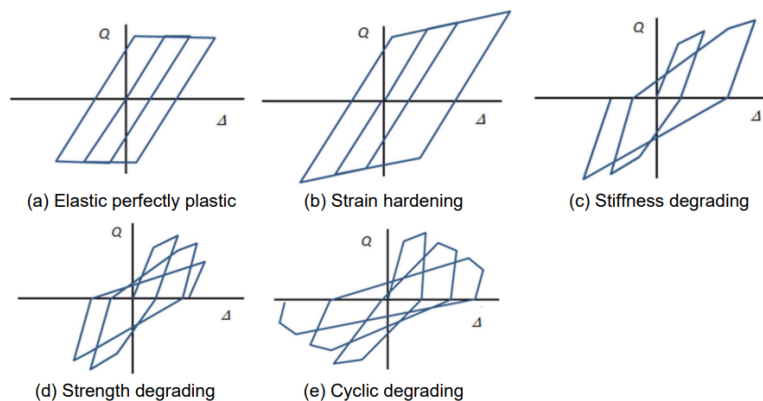 Q Q Q
Δ Δ Δ
(a) Elastic perfectly plastic (b) Strain hardening (c) Stiffness degrading
Q Q
Δ Δ
(d) Strength degrading (e) Cyclic degrading